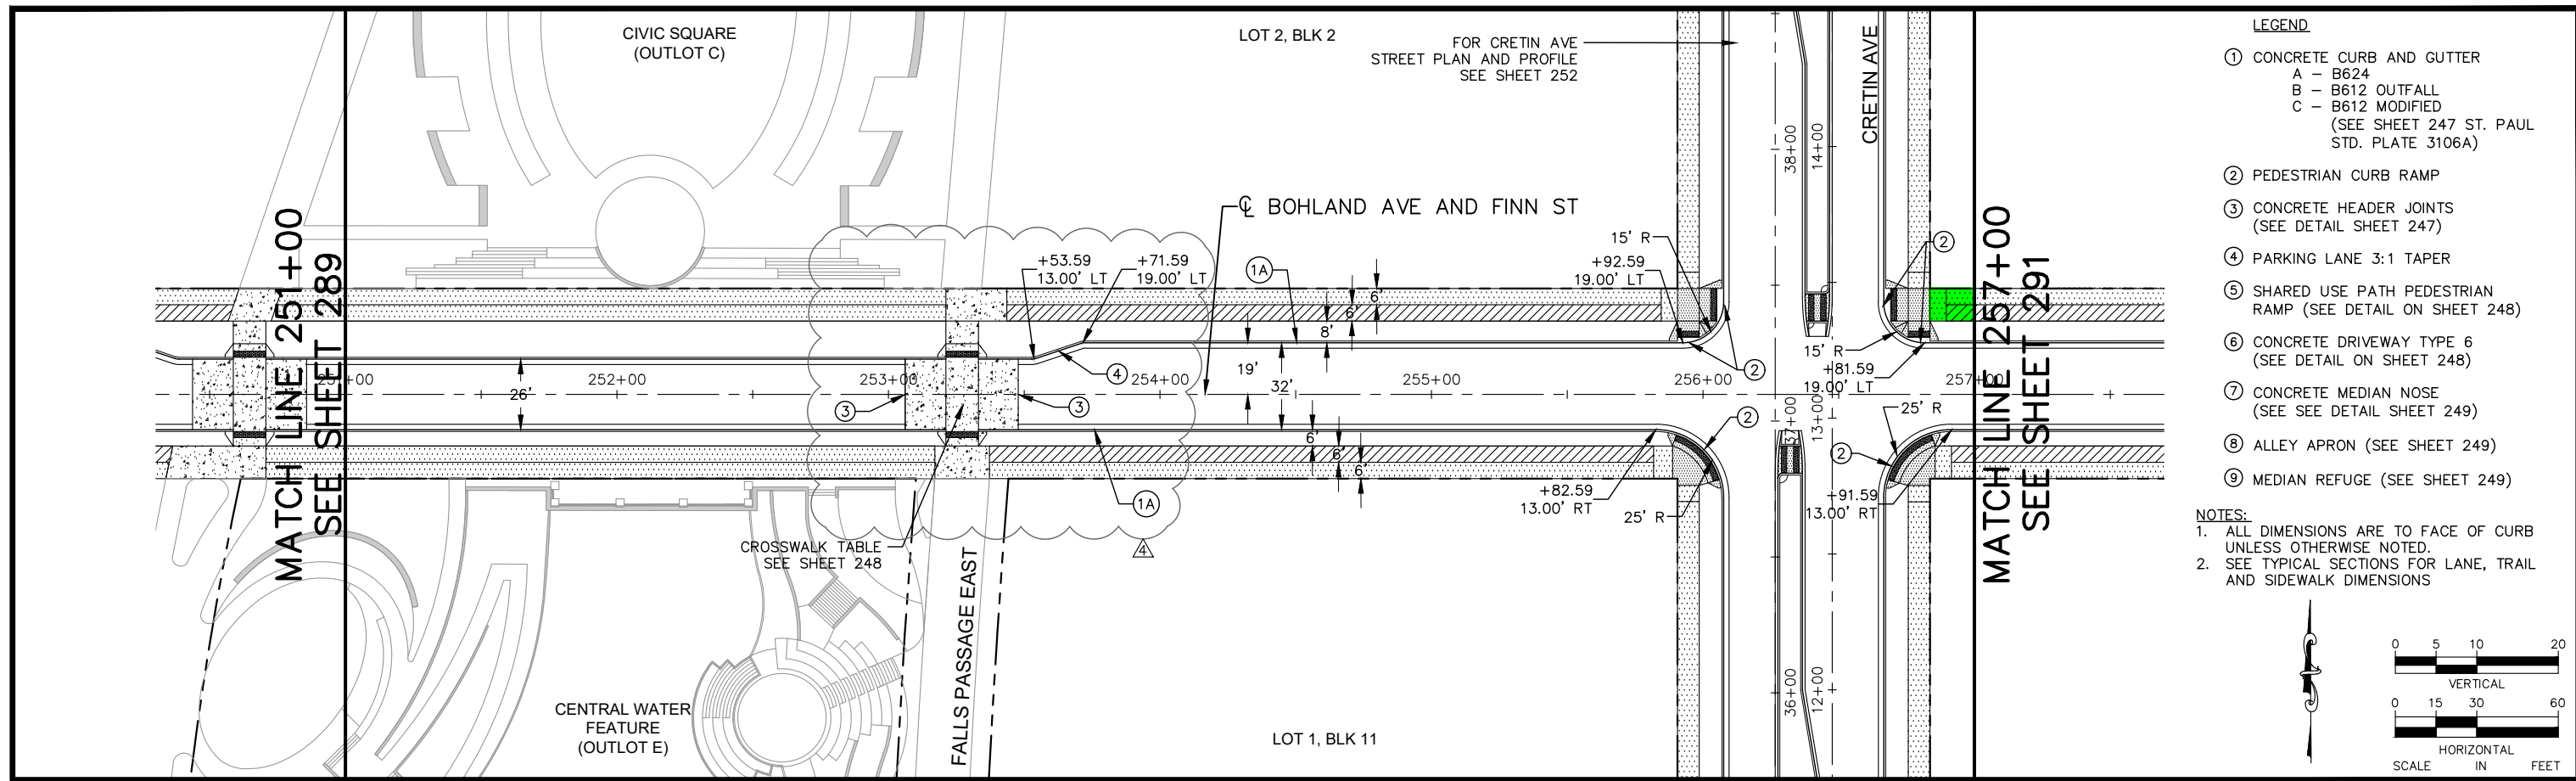 CIVIC SQUARE
(OUTLOT C)
LOT 2, BLK 2
FOR CRETIN AVE
STREET PLAN AND PROFILE
SEE SHEET 252
CRETIN AVE
38+00
14+00
MATCH LINE 251+00
SEE SHEET 289
℄ BOHLAND AVE AND FINN ST
+53.59
13.00' LT
+71.59
19.00' LT
1A
15' R
+92.59
19.00' LT
2
6'
6'
8'
4
19'
32'
2
15' R
+81.59
19.00' LT
251+00
252+00
253+00
254+00
255+00
256+00
257+00
26'
3
3
37+00
13+00
2
25' R
6'
6'
6'
1A
2
+82.59
13.00' RT
25' R
+91.59
13.00' RT
4
CROSSWALK TABLE
SEE SHEET 248
FALLS PASSAGE EAST
CENTRAL WATER
FEATURE
(OUTLOT E)
LOT 1, BLK 11
36+00
12+00
MATCH LINE 257+00
SEE SHEET 291
LEGEND
1 CONCRETE CURB AND GUTTER
A - B624
B - B612 OUTFALL
C - B612 MODIFIED
(SEE SHEET 247 ST. PAUL
STD. PLATE 3106A)
2 PEDESTRIAN CURB RAMP
3 CONCRETE HEADER JOINTS
(SEE DETAIL SHEET 247)
4 PARKING LANE 3:1 TAPER
5 SHARED USE PATH PEDESTRIAN
RAMP (SEE DETAIL ON SHEET 248)
6 CONCRETE DRIVEWAY TYPE 6
(SEE DETAIL ON SHEET 248)
7 CONCRETE MEDIAN NOSE
(SEE SEE DETAIL SHEET 249)
8 ALLEY APRON (SEE SHEET 249)
9 MEDIAN REFUGE (SEE SHEET 249)
NOTES:
1. ALL DIMENSIONS ARE TO FACE OF CURB
UNLESS OTHERWISE NOTED.
2. SEE TYPICAL SECTIONS FOR LANE, TRAIL
AND SIDEWALK DIMENSIONS
0 5 10 20
VERTICAL
0 15 30 60
HORIZONTAL
SCALE IN FEET